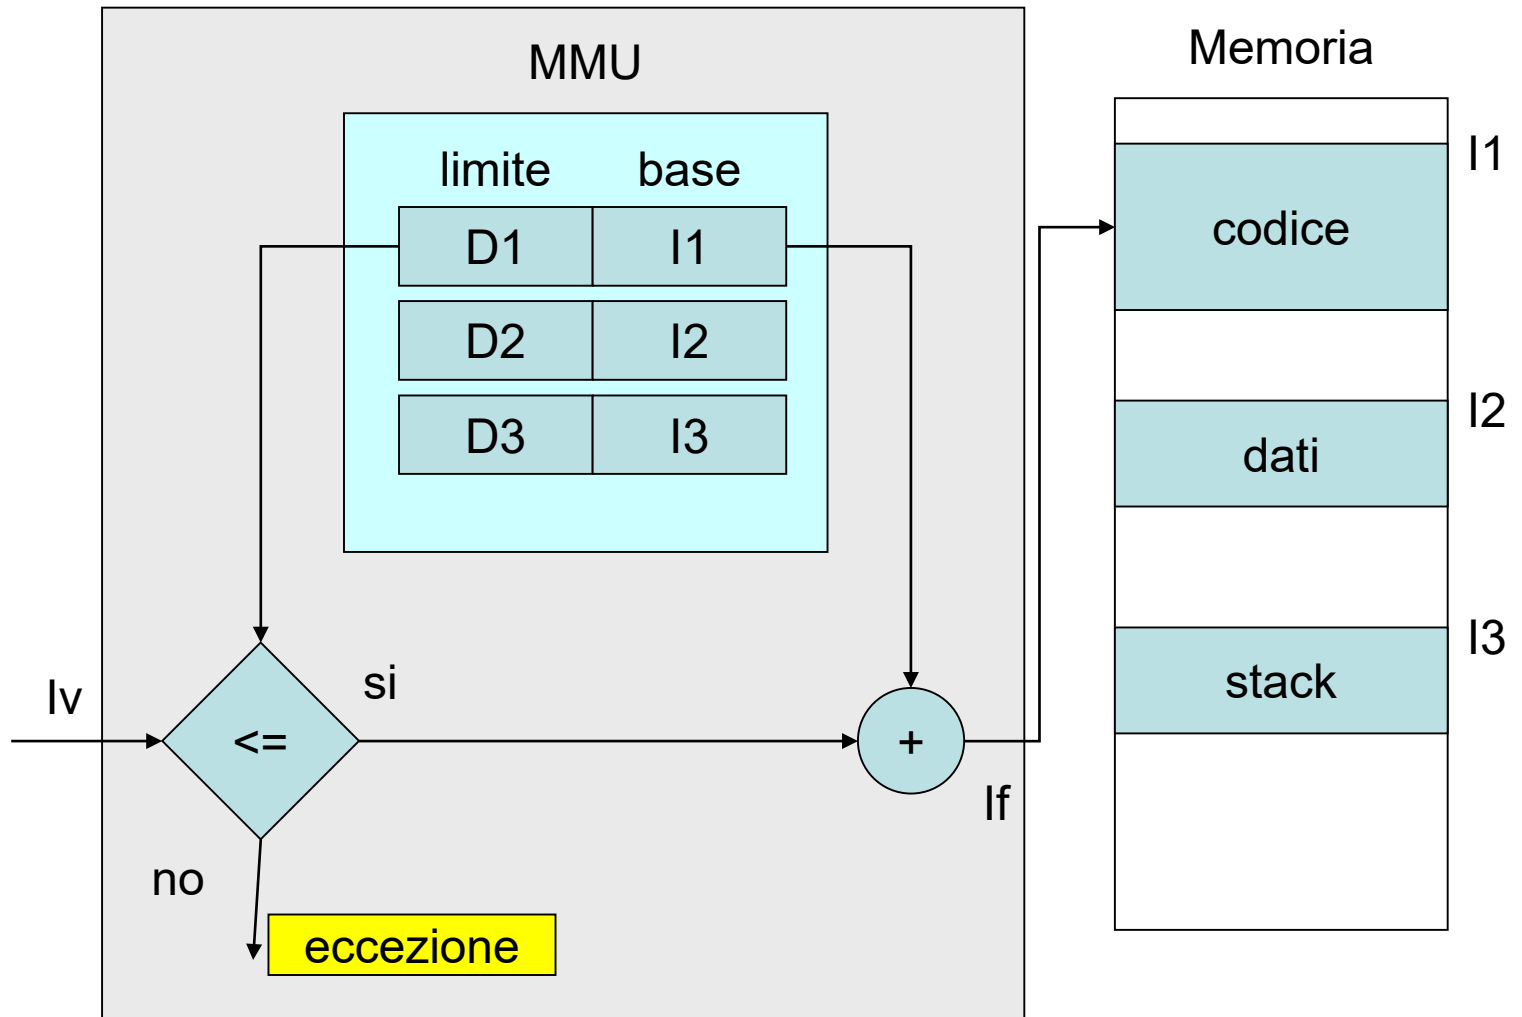 MMU
Memoria
limite base
D1 I1
D2 I2
D3 I3
I1
codice
I2
dati
I3
stack
Iv
si
<=
+
If
no
eccezione